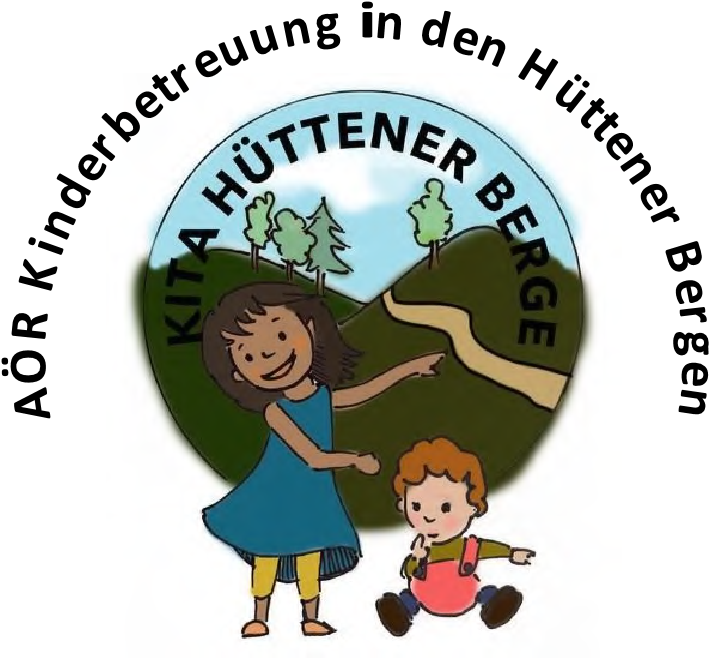 AÖR Kinderbetreuung in den Hüttener Bergen
KITA HÜTTENER BERGE